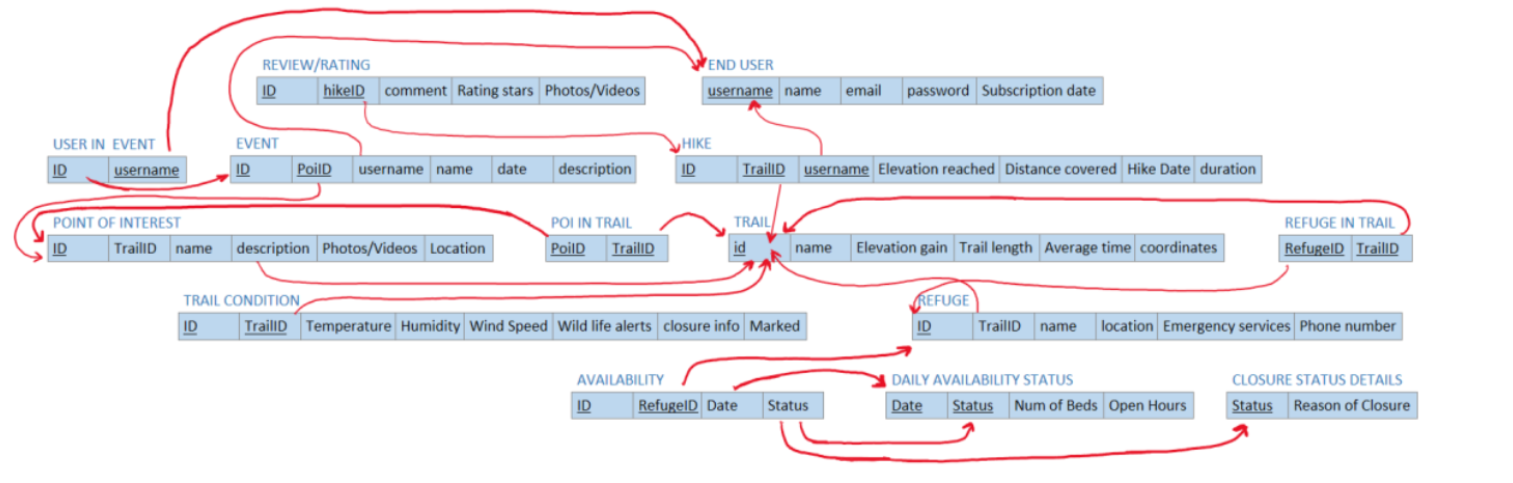 REVIEW/RATING
ID hikeID comment Rating stars Photos/Videos
END USER
username name email password Subscription date
USER IN EVENT
ID username
EVENT
ID PoiID username name date description
HIKE
ID TrailID username Elevation reached Distance covered Hike Date duration
POINT OF INTEREST
ID TrailID name description Photos/Videos Location
POI IN TRAIL
PoiID TrailID
TRAIL
id name Elevation gain Trail length Average time coordinates
REFUGE IN TRAIL
RefugeID TrailID
TRAIL CONDITION
ID TrailID Temperature Humidity Wind Speed Wild life alerts closure info Marked
REFUGE
ID TrailID name location Emergency services Phone number
AVAILABILITY
ID RefugeID Date Status
DAILY AVAILABILITY STATUS
Date Status Num of Beds Open Hours
CLOSURE STATUS DETAILS
Status Reason of Closure